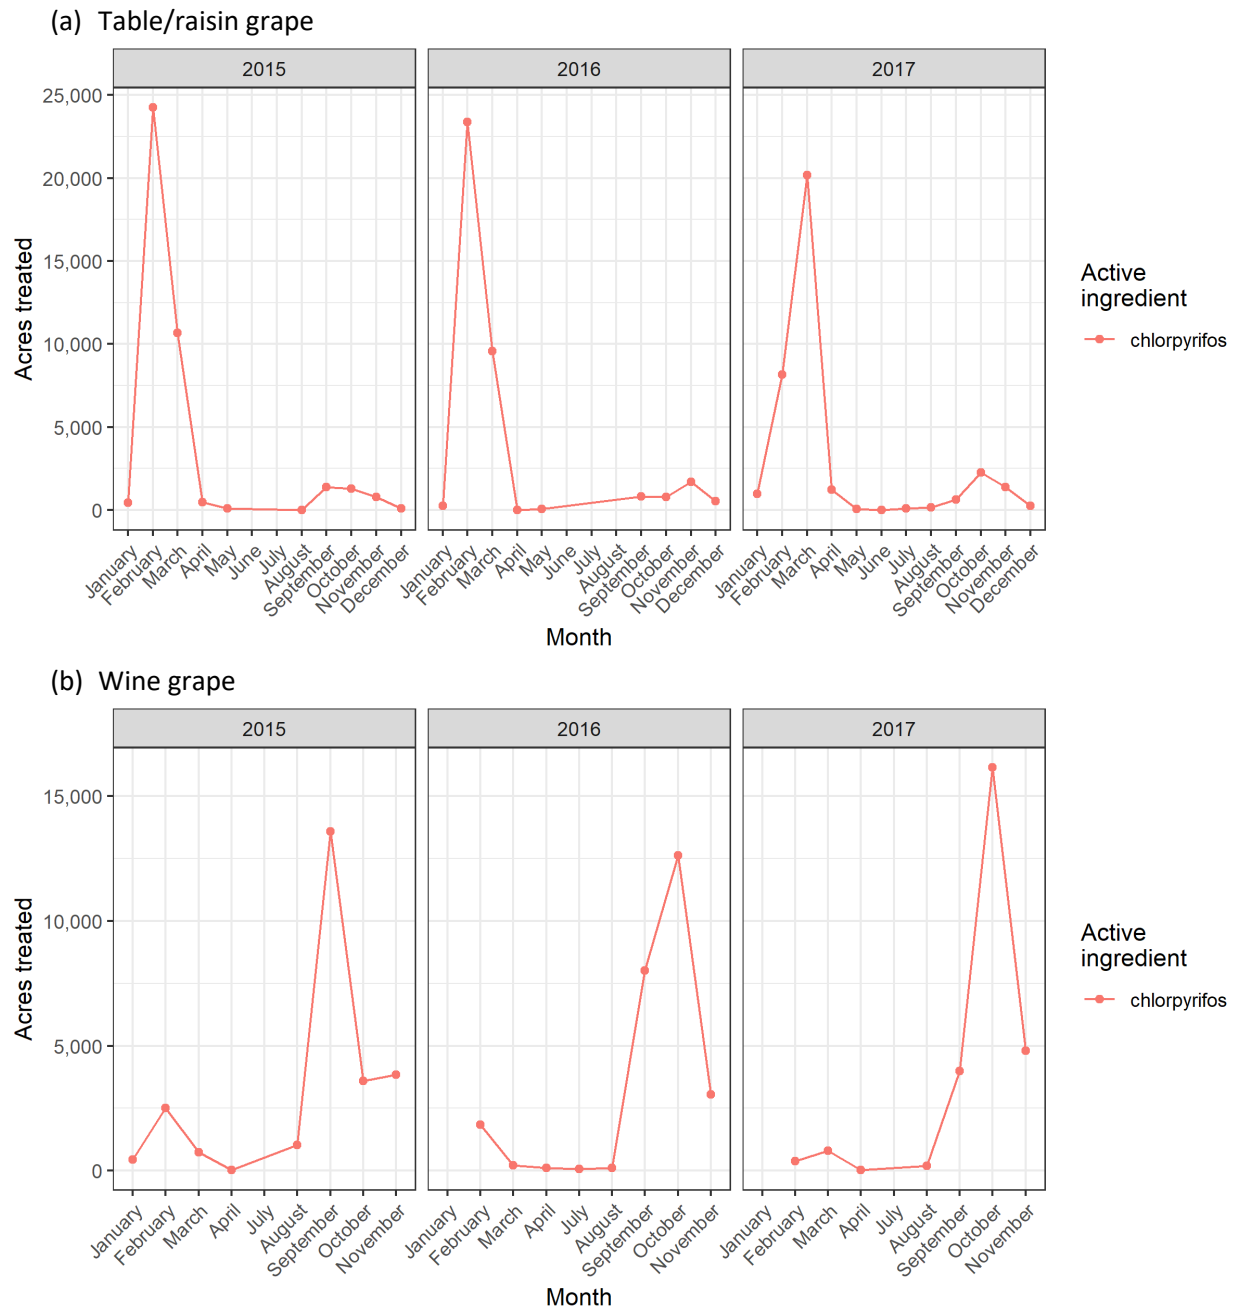 (a) Table/raisin grape
2015 2016 2017
25,000
20,000
15,000
10,000
5,000
0
Acres treated
January February March April May June July August September October November December
January February March April May June July August September October November December
January February March April May June July August September October November December
Month
Active
ingredient
chlorpyrifos
(b) Wine grape
2015 2016 2017
15,000
10,000
5,000
0
Acres treated
January February March April July August September October November
January February March April July August September October November
January February March April July August September October November
Month
Active
ingredient
chlorpyrifos